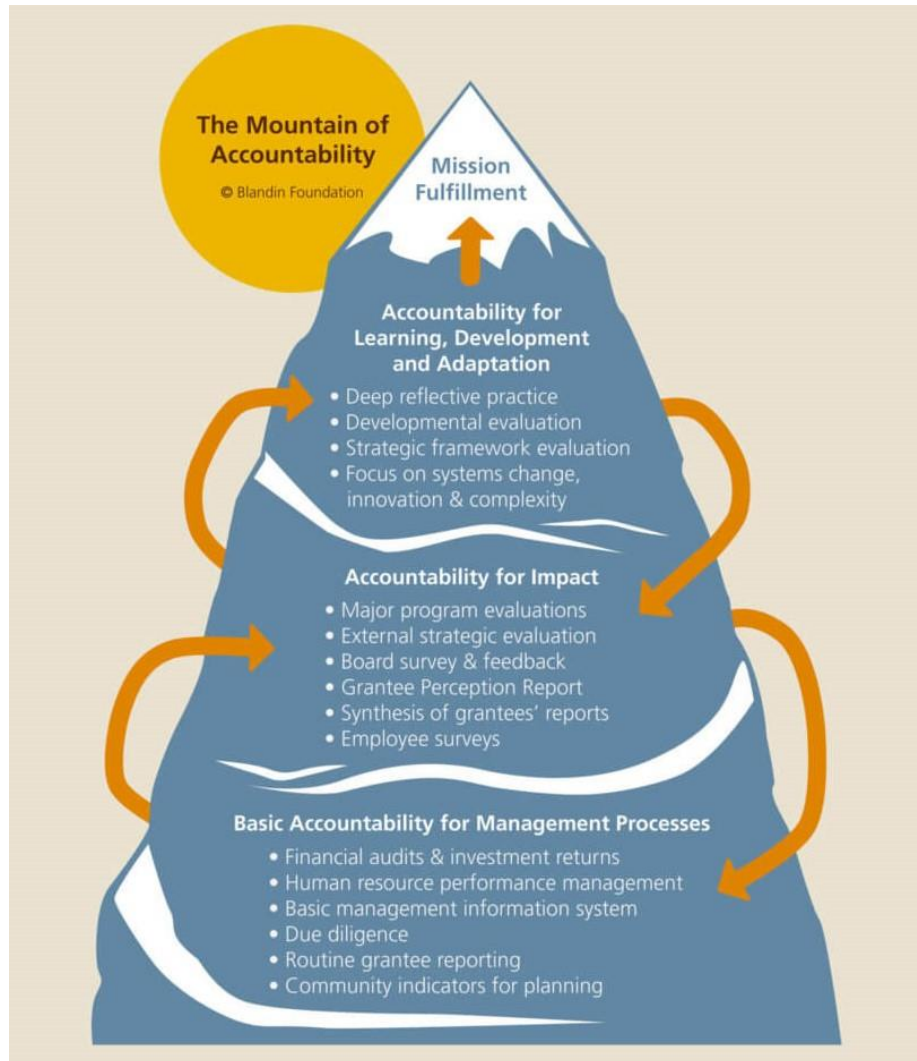 The Mountain of
Accountability
© Blandin Foundation
Mission
Fulfillment
Accountability for
Learning, Development
and Adaptation
• Deep reflective practice
• Developmental evaluation
• Strategic framework evaluation
• Focus on systems change,
innovation & complexity
Accountability for Impact
• Major program evaluations
• External strategic evaluation
• Board survey & feedback
• Grantee Perception Report
• Synthesis of grantees’ reports
• Employee surveys
Basic Accountability for Management Processes
• Financial audits & investment returns
• Human resource performance management
• Basic management information system
• Due diligence
• Routine grantee reporting
• Community indicators for planning